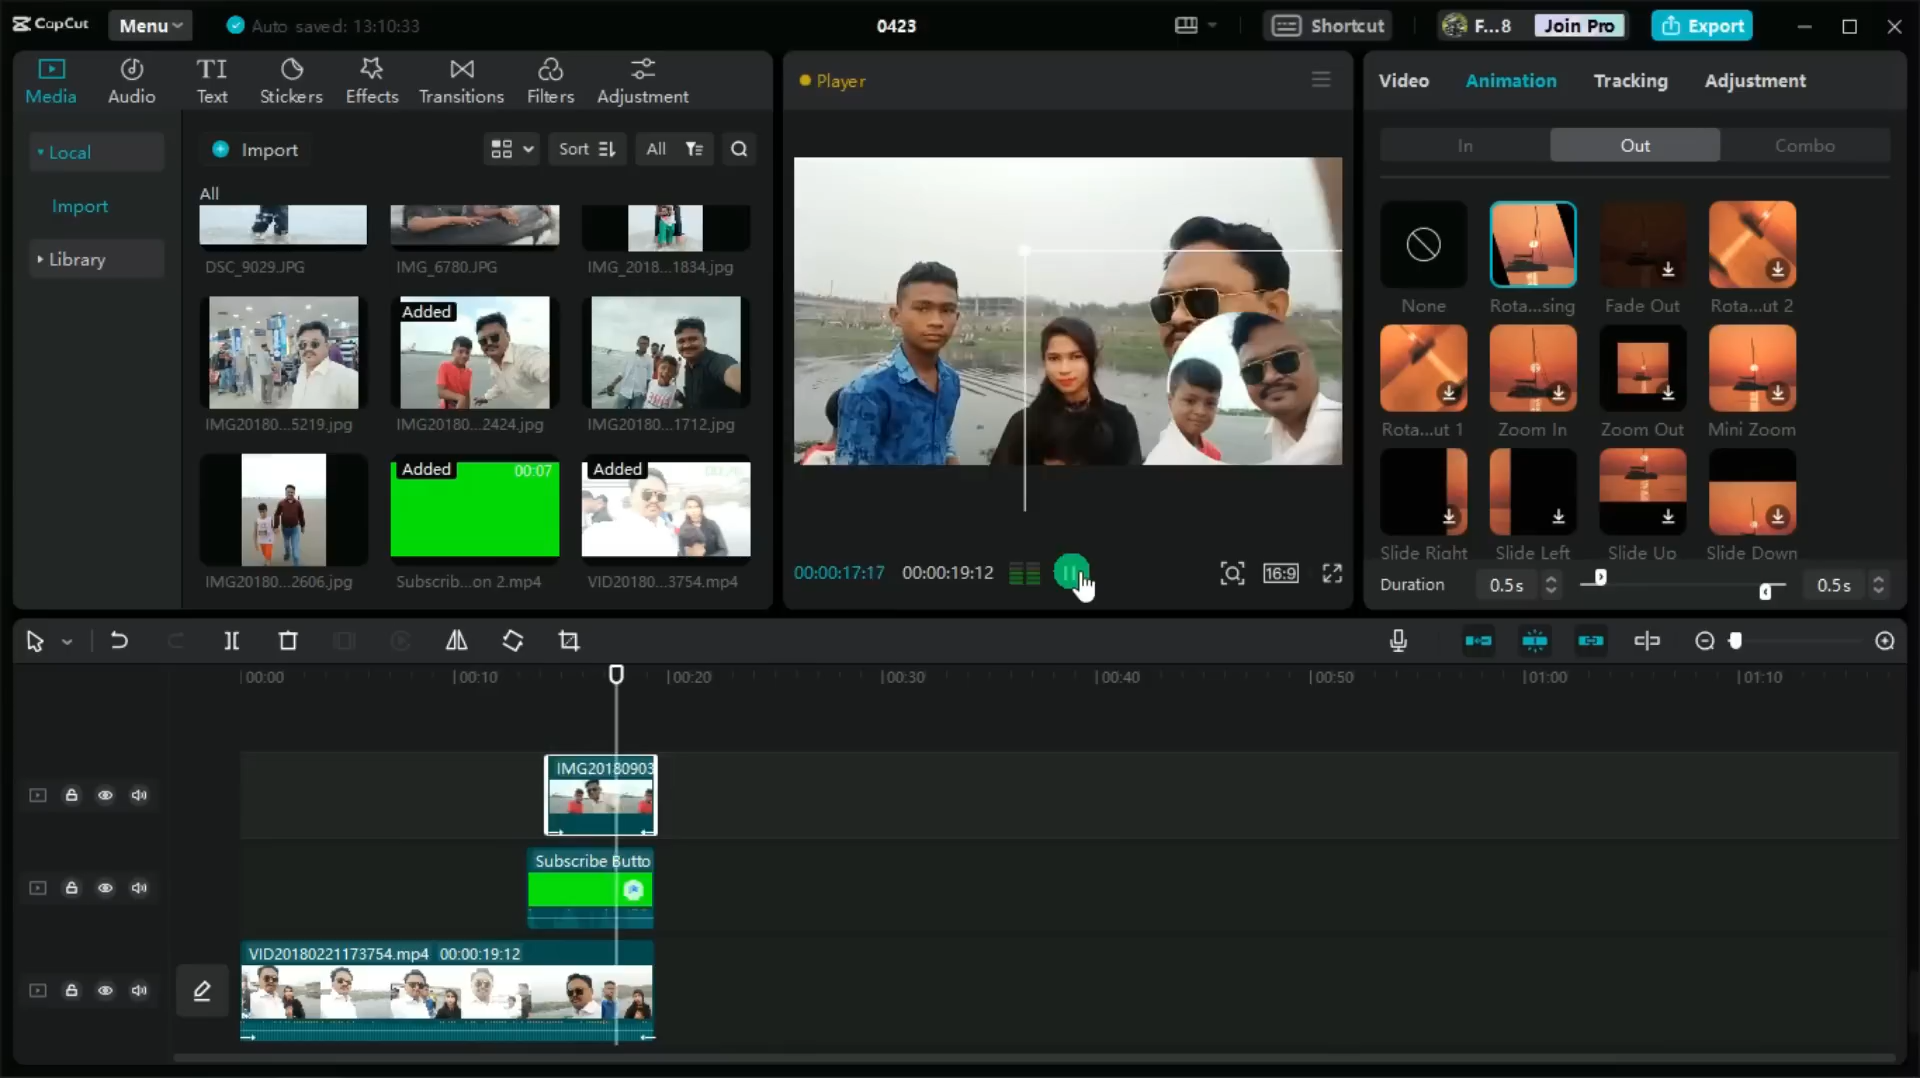 CapCut
Menu
Auto saved: 13:10:33
0423
Shortcut
F...8
Join Pro
Export
Media
Audio
TI
Text
Stickers
Effects
Transitions
Filters
Adjustment
Local
Import
Library
Import
Sort
All
All
DSC_9029.JPG
IMG_6780.JPG
IMG_2018...1834.jpg
IMG20180...5219.jpg
Added
IMG20180...2424.jpg
IMG20180...1712.jpg
IMG20180...2606.jpg
Added
00:07
Subscrib...on 2.mp4
Added
VID20180...3754.mp4
Player
00:00:17:17
00:00:19:12
16:9
Video
Animation
Tracking
Adjustment
In
Out
Combo
None
Rota...sing
Fade Out
Rota...ut 2
Rota...ut 1
Zoom In
Zoom Out
Mini Zoom
Slide Right
Slide Left
Slide Up
Slide Down
Duration
0.5s
0.5s
00:00
00:10
00:20
00:30
00:40
00:50
01:00
01:10
IMG20180903
Subscribe Butto
VID20180221173754.mp4 00:00:19:12